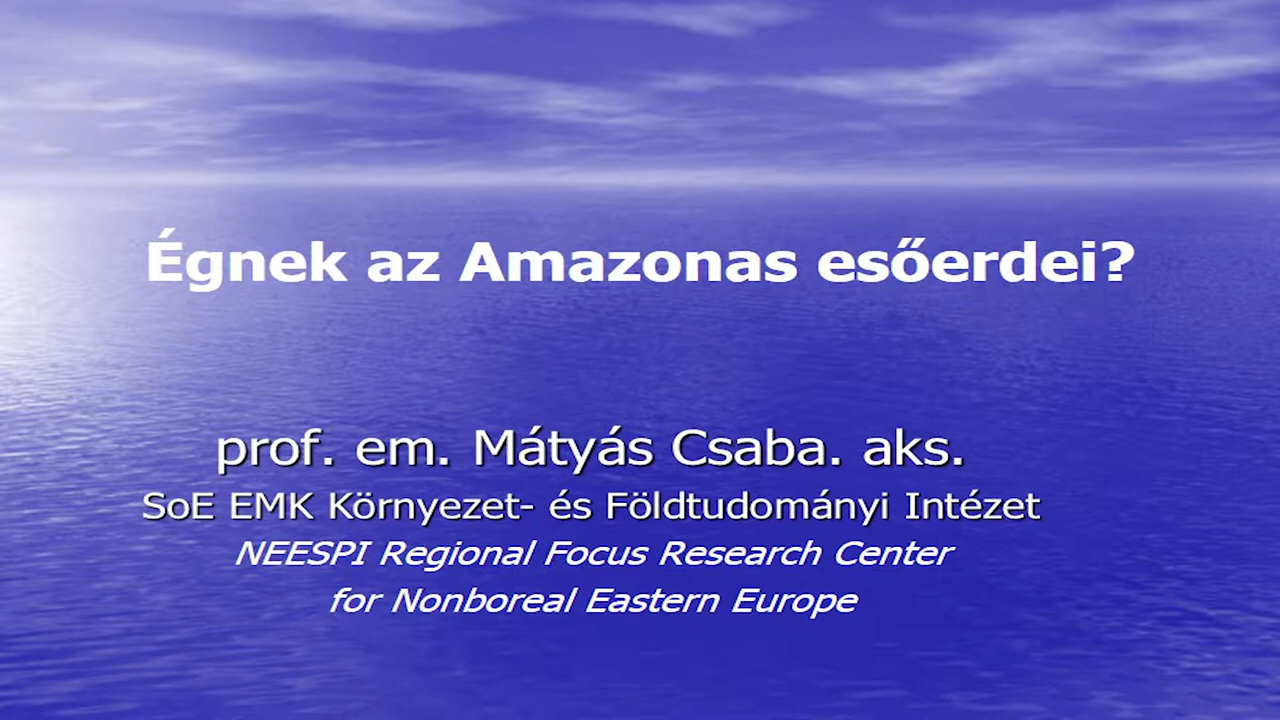 Égnek az Amazonas esőerdei?
prof. em. Mátyás Csaba. aks.
SoE EMK Környezet- és Földtudományi Intézet
NEESPI Regional Focus Research Center
for Nonboreal Eastern Europe